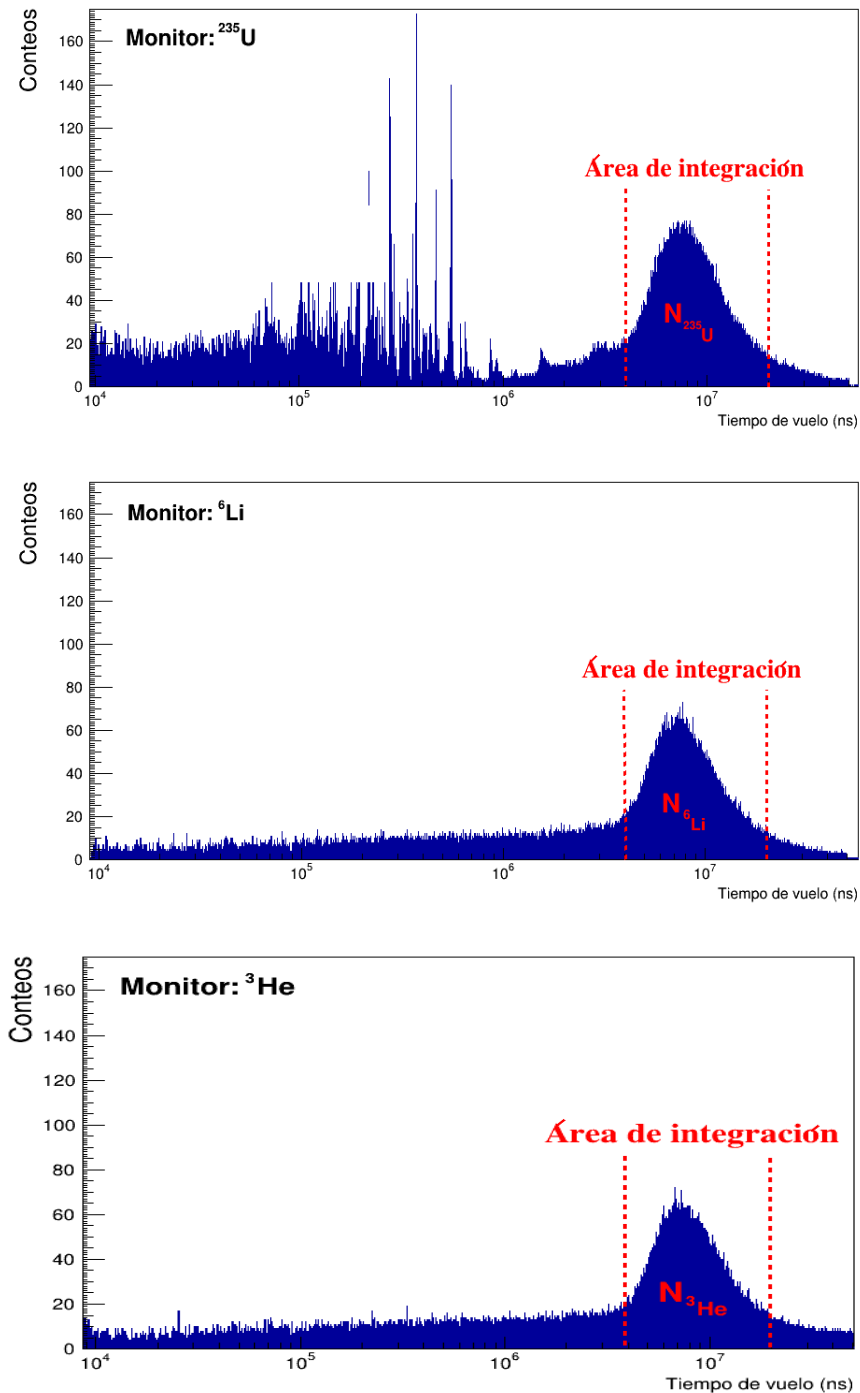 Conteos
Monitor: ²³⁵U
Área de integración
N ²³⁵U
160
140
120
100
80
60
40
20
0
10⁴ 10⁵ 10⁶ 10⁷
Tiempo de vuelo (ns)
Conteos
Monitor: ⁶Li
Área de integración
N ⁶Li
160
140
120
100
80
60
40
20
0
10⁴ 10⁵ 10⁶ 10⁷
Tiempo de vuelo (ns)
Conteos
Monitor: ³He
Área de integración
N ³He
160
140
120
100
80
60
40
20
0
10⁴ 10⁵ 10⁶ 10⁷
Tiempo de vuelo (ns)